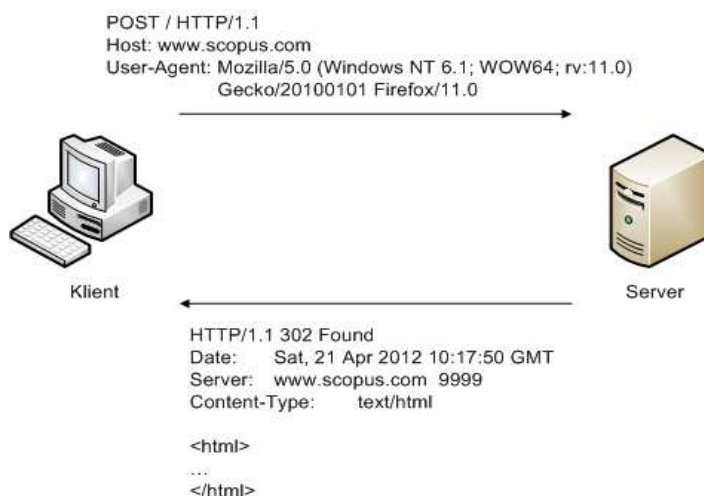 POST / HTTP/1.1
Host: www.scopus.com
User-Agent: Mozilla/5.0 (Windows NT 6.1; WOW64; rv:11.0)
Gecko/20100101 Firefox/11.0
Klient
Server
HTTP/1.1 302 Found
Date: Sat, 21 Apr 2012 10:17:50 GMT
Server: www.scopus.com 9999
Content-Type: text/html
<html>
...
</html>